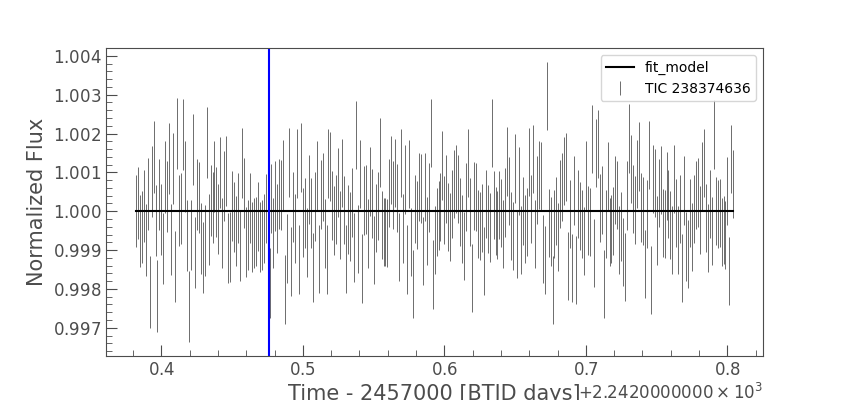 1.004
1.003
1.002
1.001
1.000
0.999
0.998
0.997
Normalized Flux
fit_model
TIC 238374636
0.4 0.5 0.6 0.7 0.8
Time - 2457000 [BTJD days]
+2.2420000000 × 10³